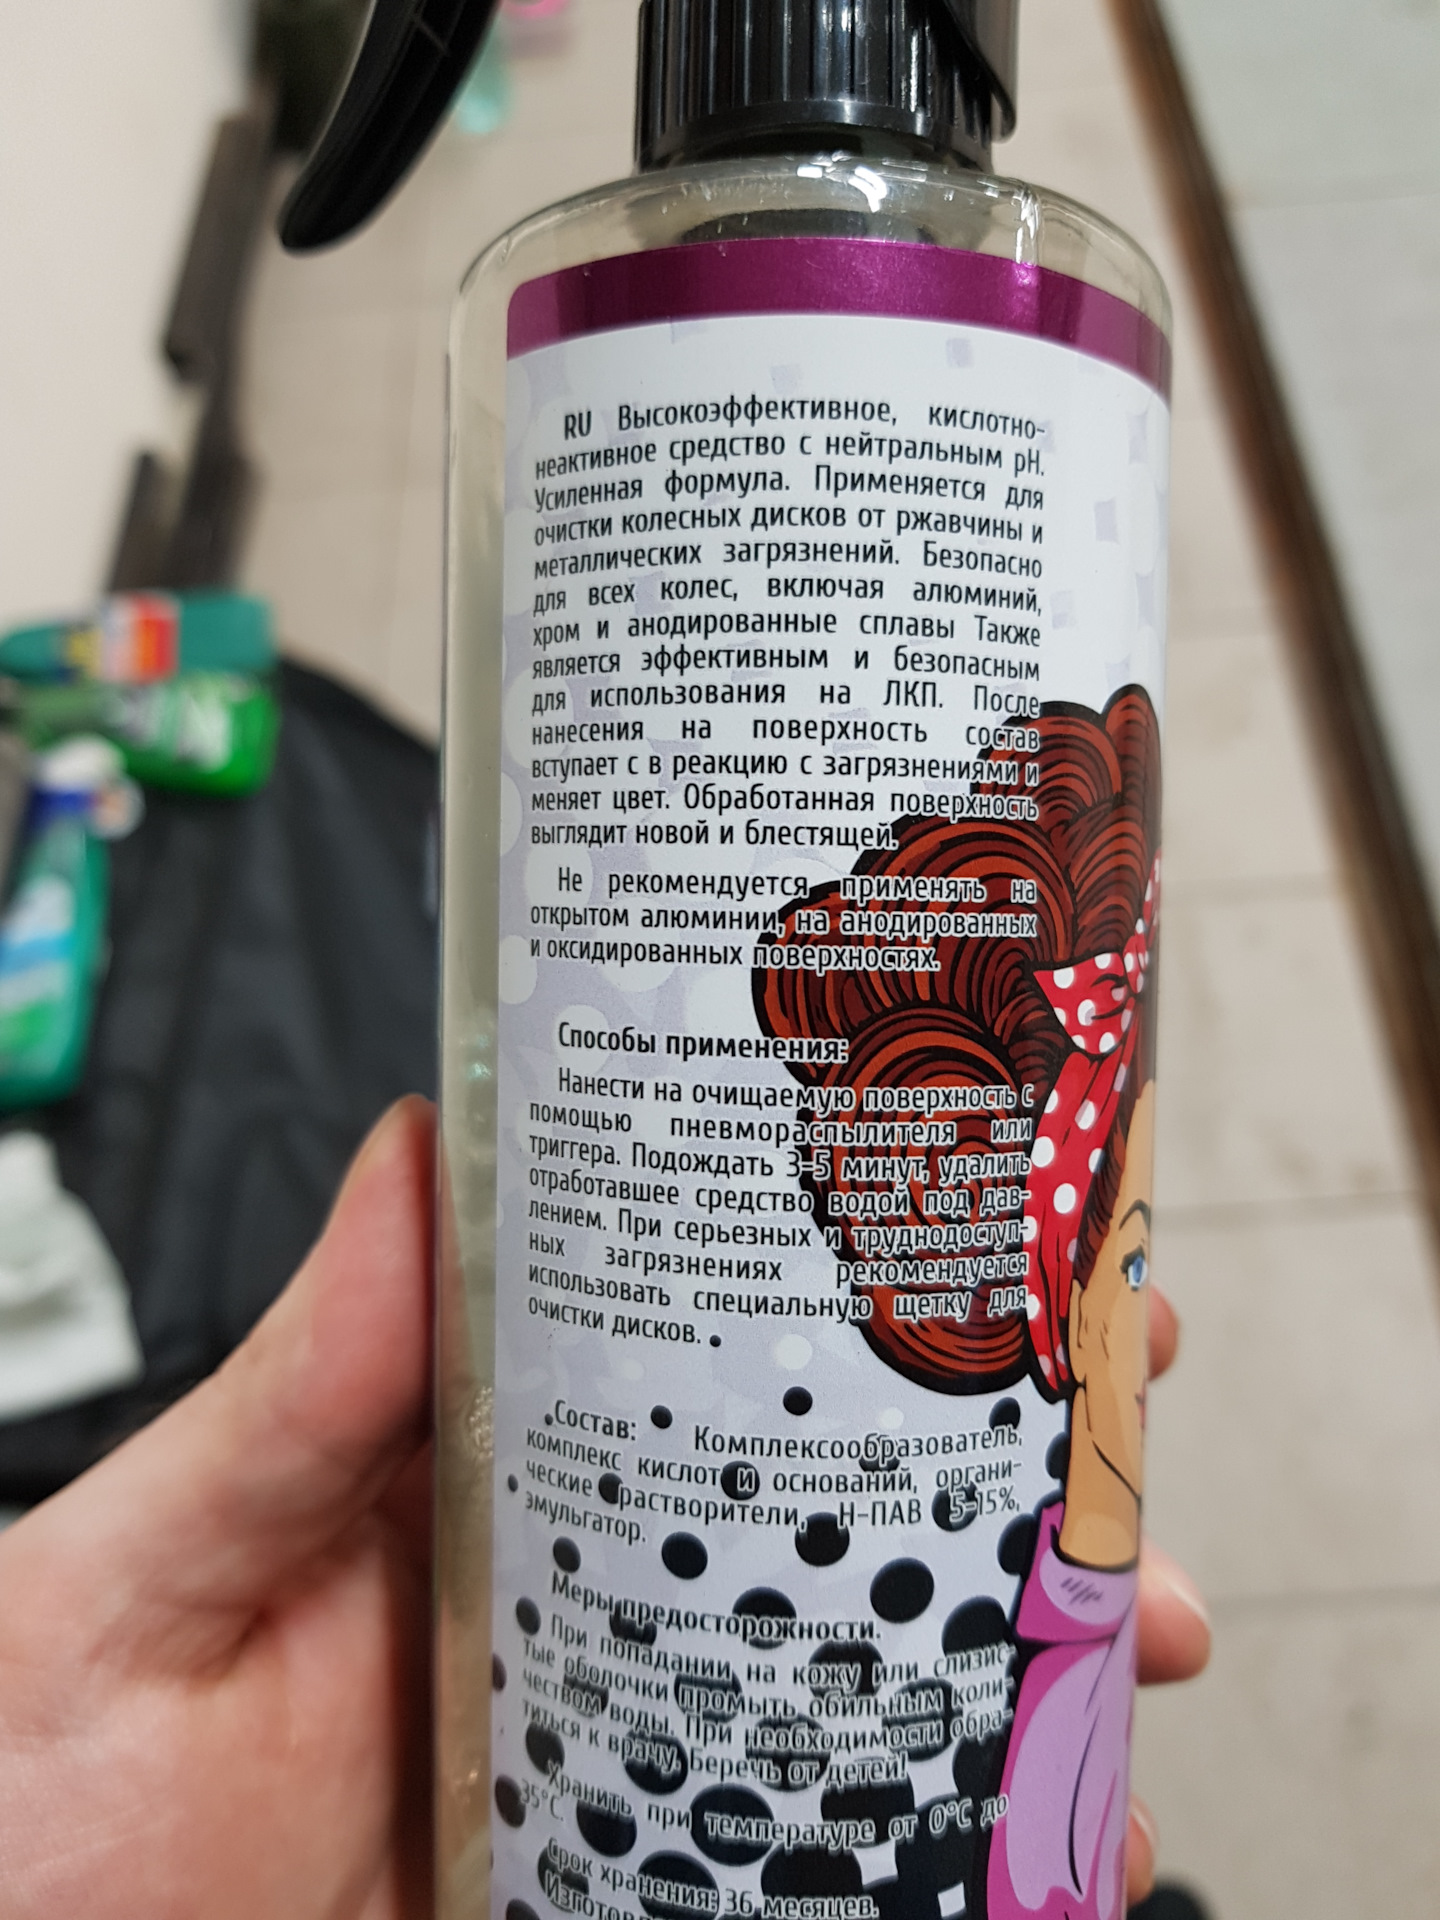 RU Высокоэффективное, кислотно-
неактивное средство с нейтральным pH.
Усиленная формула. Применяется для
очистки колесных дисков от ржавчины и
металлических загрязнений. Безопасно
для всех колес, включая алюминий,
хром и анодированные сплавы Также
является эффективным и безопасным
для использования на ЛКП. После
нанесения на поверхность состав
вступает с в реакцию с загрязнениями и
меняет цвет. Обработанная поверхность
выглядит новой и блестящей.
Не рекомендуется применять на
открытом алюминии, на анодированных
и оксидированных поверхностях.
Способы применения:
Нанести на очищаемую поверхность с
помощью пневмораспылителя или
триггера. Подождать 3-5 минут, удалить
отработавшее средство водой под дав-
лением. При серьезных и труднодоступ-
ных загрязнениях рекомендуется
использовать специальную щетку для
очистки дисков.
Состав: Комплексообразователь,
комплекс кислот и оснований, органи-
ческие растворители, Н-ПАВ 5-15%,
эмульгатор.
Меры предосторожности.
При попадании на кожу или слизис-
тые оболочки промыть обильным коли-
чеством воды. При необходимости обра-
титься к врачу. Беречь от детей!
Хранить при температуре от 0°C до
35°C.
Срок хранения: 36 месяцев.